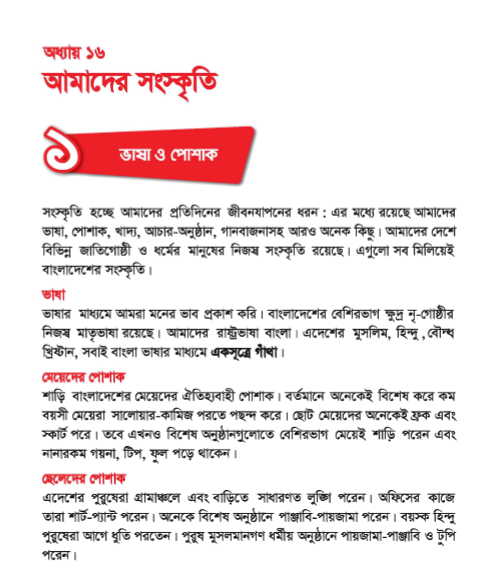 অধ্যায় ১৬
আমাদের সংস্কৃতি
১
ভাষা ও পোশাক
সংস্কৃতি হচ্ছে আমাদের প্রতিদিনের জীবনযাপনের ধরন : এর মধ্যে রয়েছে আমাদের
ভাষা, পোশাক, খাদ্য, আচার-অনুষ্ঠান, গানবাজনাসহ আরও অনেক কিছু। আমাদের দেশে
বিভিন্ন জাতিগোষ্ঠী ও ধর্মের মানুষের নিজস্ব সংস্কৃতি রয়েছে। এগুলো সব মিলিয়েই
বাংলাদেশের সংস্কৃতি।
ভাষা
ভাষার মাধ্যমে আমরা মনের ভাব প্রকাশ করি। বাংলাদেশের বেশিরভাগ ক্ষুদ্র নৃ-গোষ্ঠীর
নিজস্ব মাতৃভাষা রয়েছে। আমাদের রাষ্ট্রভাষা বাংলা। এদেশের মুসলিম, হিন্দু, বৌদ্ধ
খ্রিষ্টান, সবাই বাংলা ভাষার মাধ্যমে একসূত্রে গাঁথা।
মেয়েদের পোশাক
শাড়ি বাংলাদেশের মেয়েদের ঐতিহ্যবাহী পোশাক। বর্তমানে অনেকেই বিশেষ করে কম
বয়সী মেয়েরা সালোয়ার-কামিজ পরতে পছন্দ করে। ছোট মেয়েদের অনেকেই ফ্রক এবং
স্কার্ট পরে। তবে এখনও বিশেষ অনুষ্ঠানগুলোতে বেশিরভাগ মেয়েই শাড়ি পরেন এবং
নানারকম গয়না, টিপ, ফুল পড়ে থাকেন।
ছেলেদের পোশাক
এদেশের পুরুষেরা গ্রামাঞ্চলে এবং বাড়িতে সাধারণত লুঙ্গি পরেন। অফিসের কাজে
তারা শার্ট-প্যান্ট পরেন। অনেকে বিশেষ অনুষ্ঠানে পাঞ্জাবি-পায়জামা পরেন। বয়স্ক হিন্দু
পুরুষেরা আগে ধুতি পরতেন। পুরুষ মুসলমানগণ ধর্মীয় অনুষ্ঠানে পায়জামা-পাঞ্জাবি ও টুপি
পরেন।